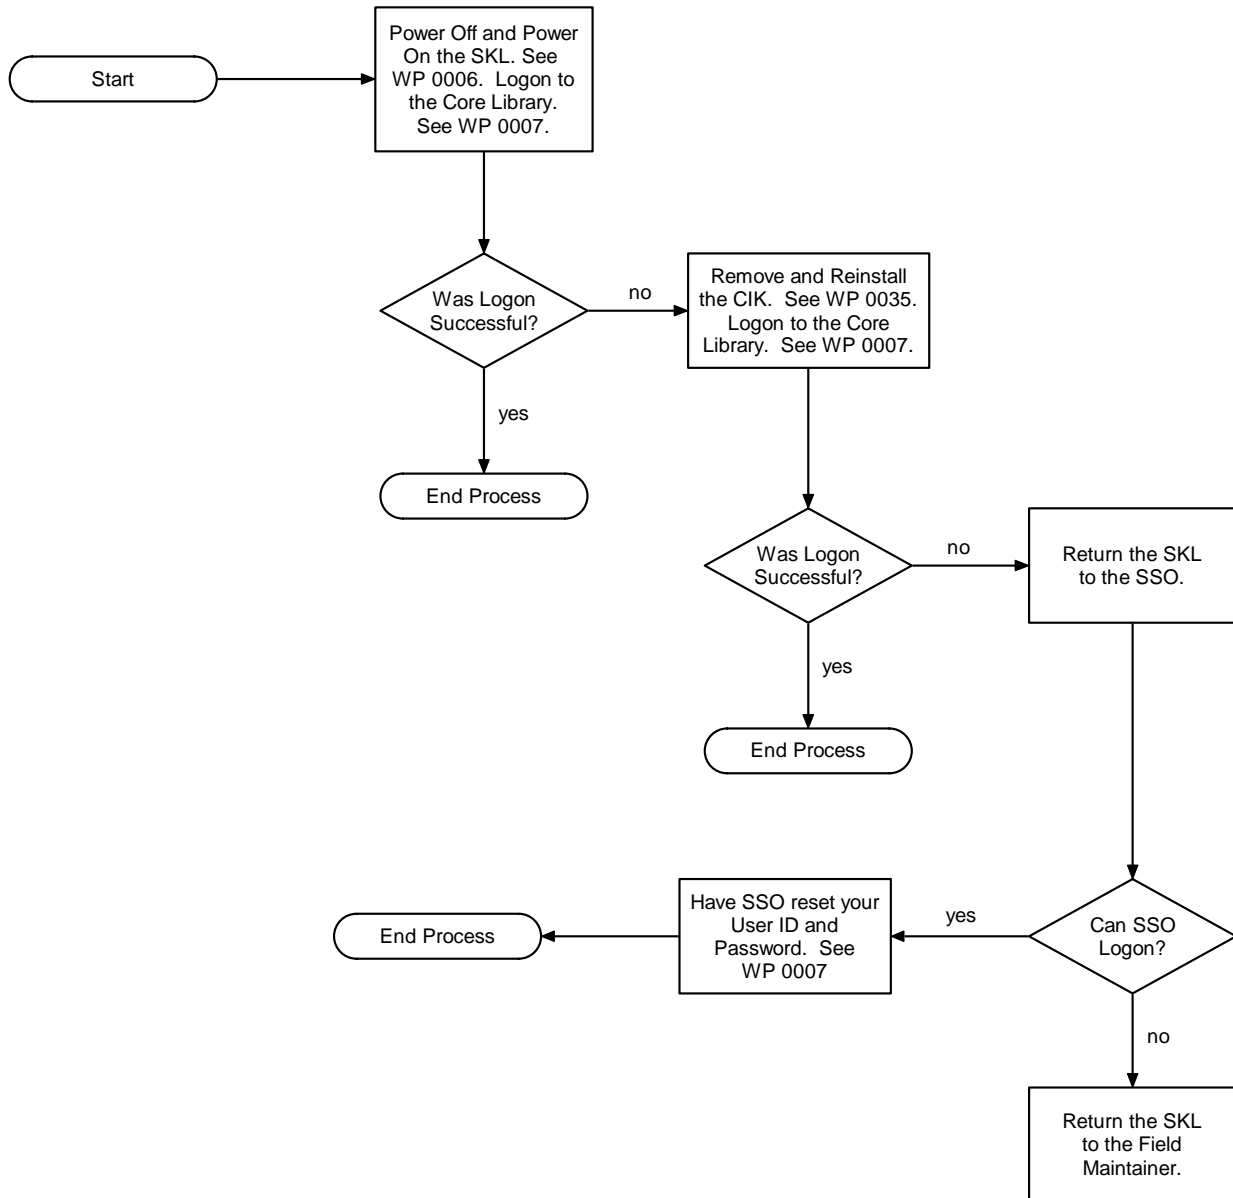 Start
Power Off and Power
On the SKL. See
WP 0006.  Logon to
the Core Library.
See WP 0007.
Was Logon
Successful?
no
Remove and Reinstall
the CIK.  See WP 0035.
Logon to the Core
Library.  See WP 0007.
yes
End Process
Was Logon
Successful?
no
Return the SKL
to the SSO.
yes
End Process
Can SSO
Logon?
yes
Have SSO reset your
User ID and
Password.  See
WP 0007
End Process
no
Return the SKL
to the Field
Maintainer.